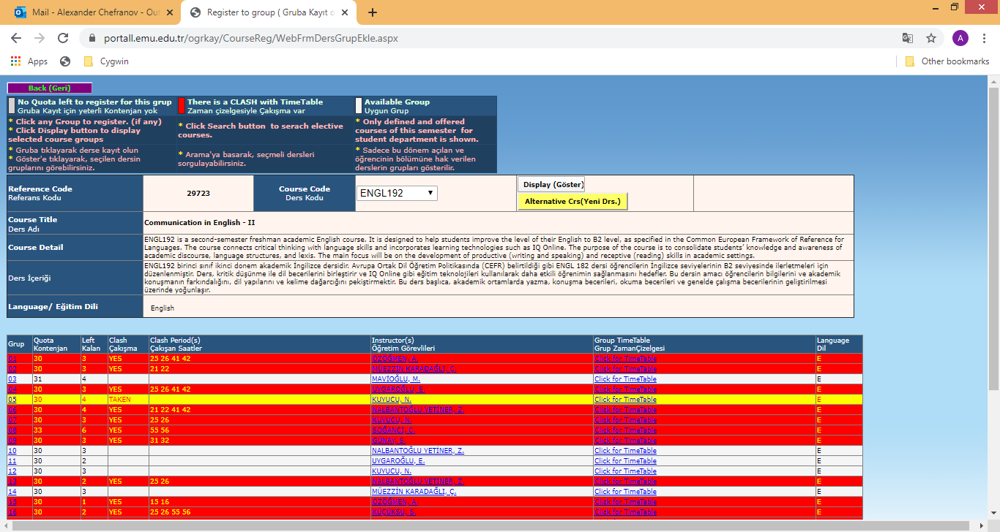 Mail - Alexander Chefranov - Out
Register to group ( Gruba Kayıt o
portall.emu.edu.tr/ogrkay/CourseReg/WebFrmDersGrupEkle.aspx
A
Apps
Cygwin
Other bookmarks
Back (Geri)
No Quota left to register for this grup
Gruba Kayıt için yeterli Kontenjan yok
There is a CLASH with TimeTable
Zaman çizelgesiyle Çakışma var
Available Group
Uygun Grup
* Click any Group to register. (if any)
* Click Display button to display
selected course groups
* Click Search button to serach elective
courses.
* Only defined and offered
courses of this semester for
student department is shown.
* Gruba tıklayarak derse kayıt olun
* Göster'e tıklayarak, seçilen dersin
gruplarını görebilirsiniz.
* Arama'ya basarak, seçmeli dersleri
sorgulayabilirsiniz.
* Sadece bu dönem açılan ve
öğrencinin bölümüne hak verilen
derslerin grupları gösterilir.
Reference Code
Referans Kodu
29723
Course Code
Ders Kodu
ENGL192
Display (Göster)
Alternative Crs(Yeni Drs.)
Course Title
Ders Adı
Communication in English - II
Course Detail
ENGL192 is a second-semester freshman academic English course. It is designed to help students improve the level of their English to B2 level, as specified in the Common European Framework of Reference for
Languages. The course connects critical thinking with language skills and incorporates learning technologies such as IQ Online. The purpose of the course is to consolidate students' knowledge and awareness of
academic discourse, language structures, and lexis. The main focus will be on the development of productive (writing and speaking) and receptive (reading) skills in academic settings.
Ders İçeriği
ENGL192 birinci sınıf ikinci donem akademik İngilizce dersidir. Avrupa Ortak Dil Öğretim Politikasında (CEFR) belirtildiği gibi ENGL 182 dersi öğrencilerin İngilizce seviyelerinin B2 seviyesinde ilerletmeleri için
düzenlenmiştir. Ders, kritik düşünme ile dil becerilerini birleştirir ve IQ Online gibi eğitim teknolojileri kullanılarak daha etkili öğrenimin sağlanmasını hedefler. Bu dersin amacı öğrencilerin bilgilerini ve akademik
konuşmanın farkındalığını, dil yapılarını ve kelime dağarcığını pekiştirmektir. Bu ders başlıca, akademik ortamlarda yazma, konuşma becerileri, okuma becerileri ve genelde çalışma becerilerinin geliştirilmesi
üzerinde yoğunlaşır.
Language/ Eğitim Dili
English
Grup Quota Left Clash Clash Period(s) Instructor(s) Group TimeTable Language
Kontenjan Kalan Çakışma Çakışan Saatler Öğretim Görevlileri Grup ZamanÇizelgesi Dil
01 30 3 YES 25 26 41 42 ÖZOĞMEN, A. Click for TimeTable E
02 30 3 YES 21 22 MÜEZZİN KARADAĞLI, Ç. Click for TimeTable E
03 31 4 MAVİOĞLU, M. Click for TimeTable E
04 30 3 YES 25 26 41 42 UYGAROĞLU, E. Click for TimeTable E
05 30 4 TAKEN KUYUCU, N. Click for TimeTable E
06 30 4 YES 21 22 41 42 NALBANTOĞLU YETİNER, Z. Click for TimeTable E
07 30 3 YES 25 26 KUYUCU, N. Click for TimeTable E
08 33 6 YES 55 56 Click for TimeTable E
09 30 3 YES 31 32 Click for TimeTable E
10 30 3 NALBANTOĞLU YETİNER, Z. Click for TimeTable E
11 30 2 UYGAROĞLU, E. Click for TimeTable E
12 30 3 KUYUCU, N. Click for TimeTable E
13 30 2 YES 25 26 NALBANTOĞLU YETİNER, Z. Click for TimeTable E
14 30 3 MÜEZZİN KARADAĞLI, Ç. Click for TimeTable E
15 30 1 YES 15 16 ÖZOĞMEN, A. Click for TimeTable E
16 30 2 YES 25 26 55 56 Click for TimeTable E